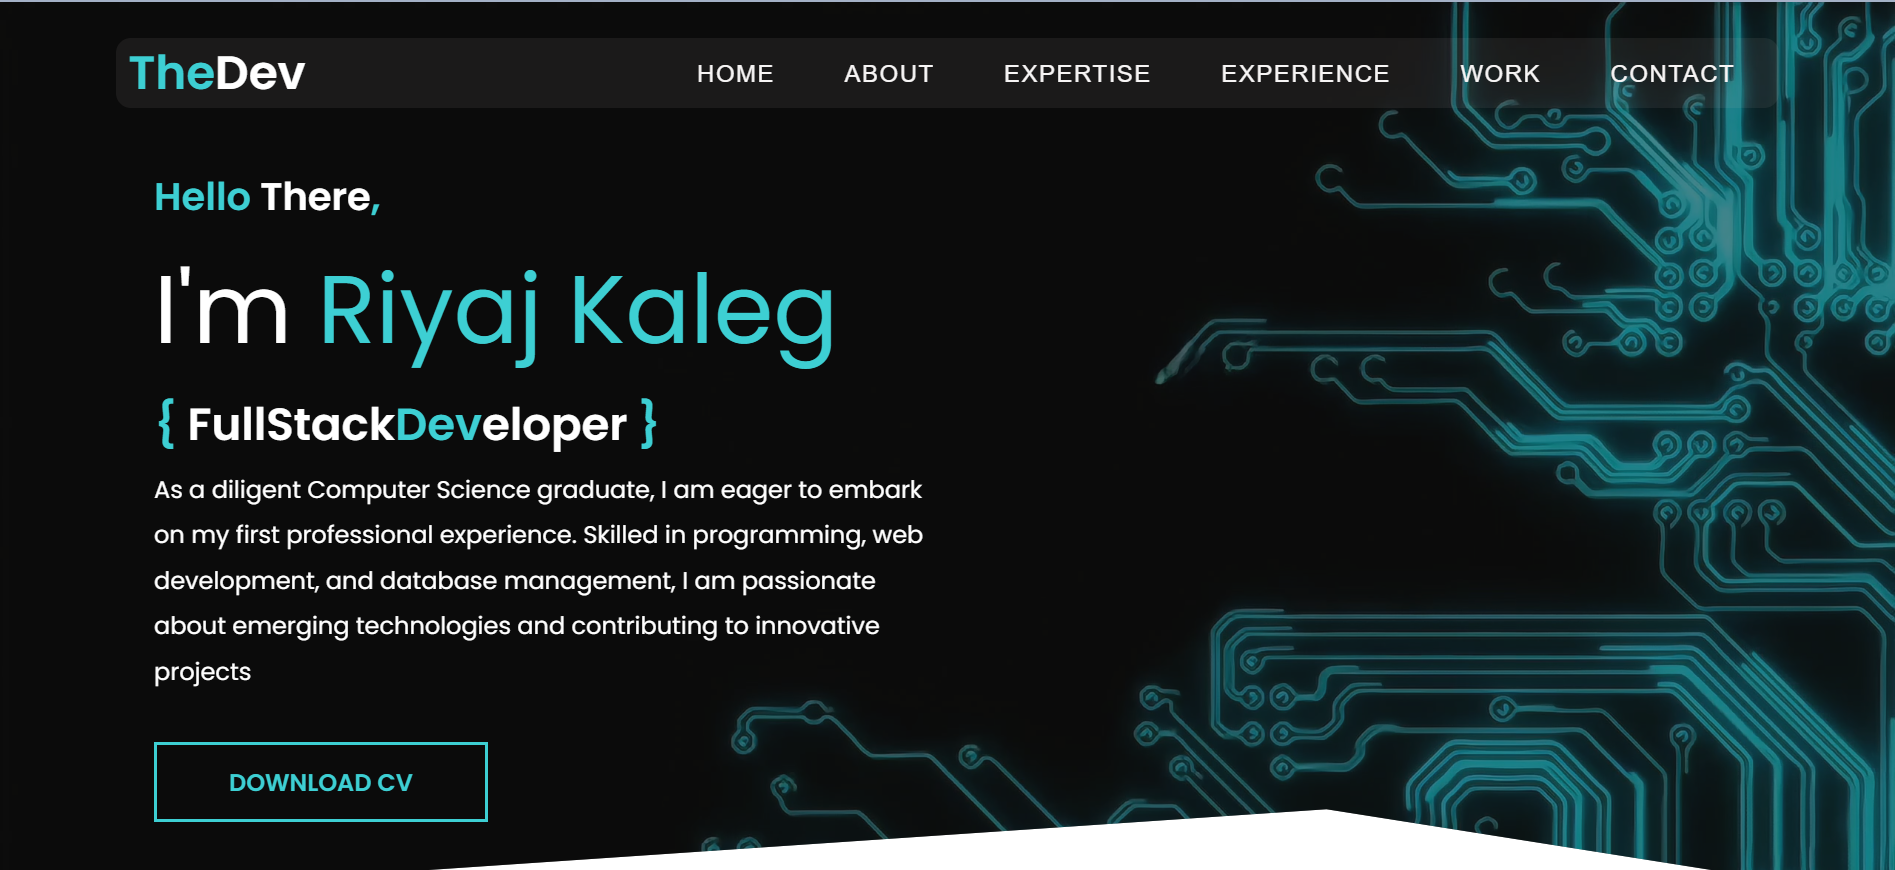 TheDev
HOME ABOUT EXPERTISE EXPERIENCE WORK CONTACT
Hello There,
I'm Riyaj Kaleg
{ FullStackDeveloper }
As a diligent Computer Science graduate, I am eager to embark
on my first professional experience. Skilled in programming, web
development, and database management, I am passionate
about emerging technologies and contributing to innovative
projects
DOWNLOAD CV